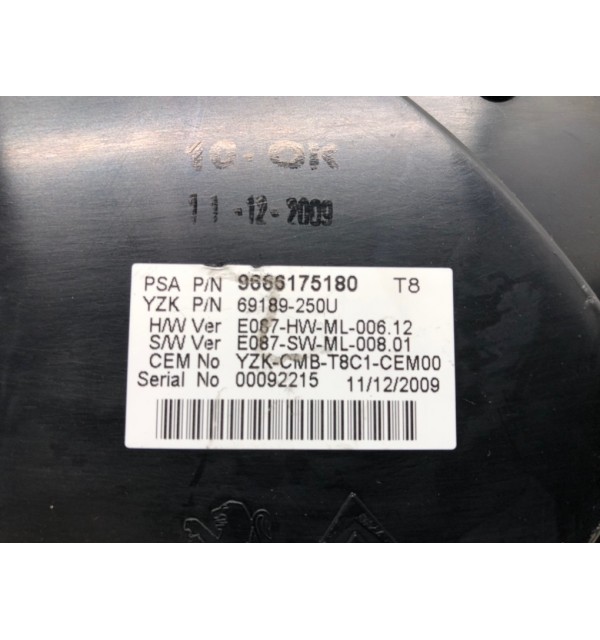 10-OK
11-12-2009
PSA P/N 9666175180 T8
YZK P/N 69189-250U
H/W Ver E087-HW-ML-006.12
S/W Ver E087-SW-ML-008.01
CEM No YZK-CMB-T8C1-CEM00
Serial No 00092215 11/12/2009